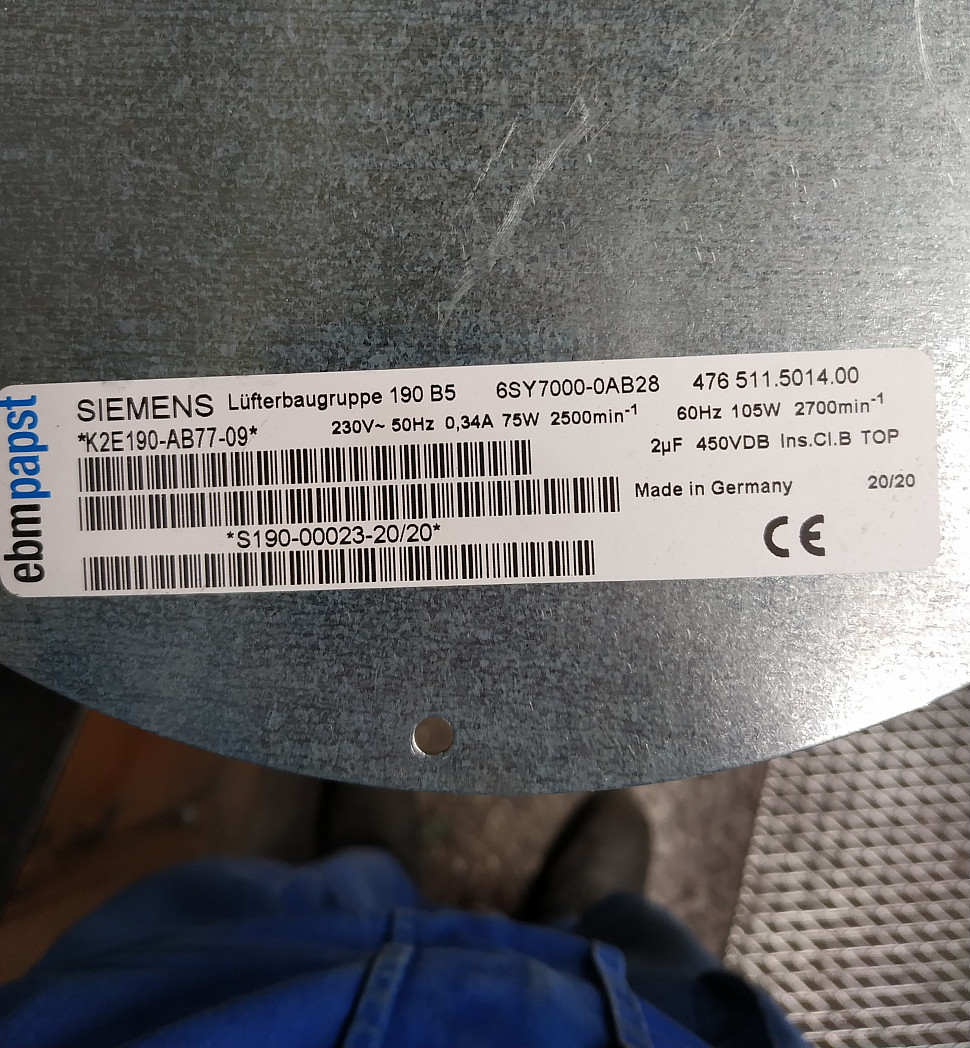 ebmpapst
SIEMENS Lüfterbaugruppe 190 B5 6SY7000-0AB28 476 511.5014.00
*K2E190-AB77-09* 230V~ 50Hz 0,34A 75W 2500min-1 60Hz 105W 2700min-1
2µF 450VDB Ins.Cl.B TOP
Made in Germany 20/20
*S190-00023-20/20*
CE